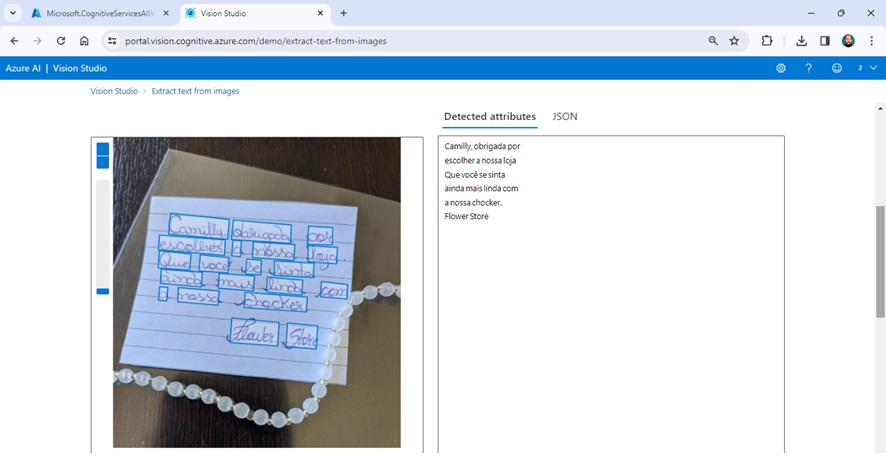 Microsoft.CognitiveServicesAllIn
Vision Studio
portal.vision.cognitive.azure.com/demo/extract-text-from-images
Azure AI | Vision Studio
2
Vision Studio > Extract text from images
Detected attributes
JSON
Camilly, obrigada por
escolher a nossa loja.
Que você se sinta
ainda mais linda com
a nossa chocker
Flower Store
Camilly, obrigada por
escolher a nossa loja
Que você se sinta
ainda mais linda com
a nossa chocker.
Flower Store